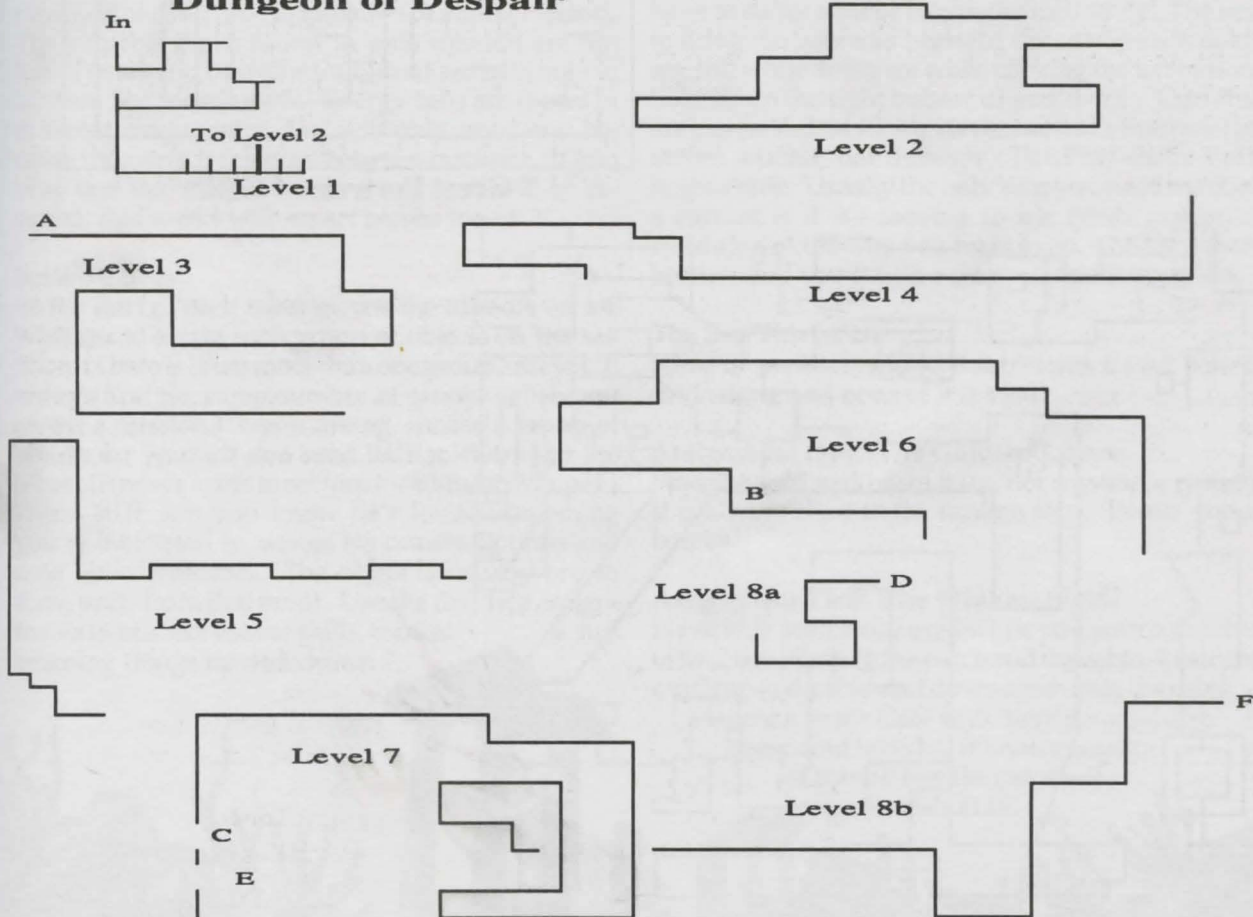 Dungeon of Despair
In
To Level 2
Level 1
Level 2
A
Level 3
Level 4
Level 6
B
Level 5
Level 8a
D
F
Level 7
Level 8b
C
E